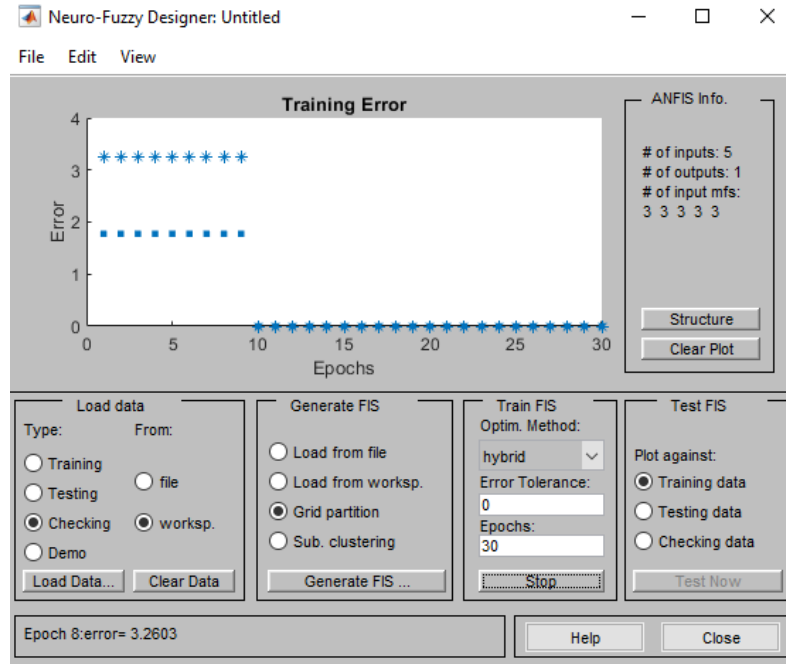 Neuro-Fuzzy Designer: Untitled
File Edit View
Training Error
4
3
2
1
0
Error
0 5 10 15 20 25 30
Epochs
ANFIS Info.
# of inputs: 5
# of outputs: 1
# of input mfs:
3 3 3 3 3
Structure
Clear Plot
Load data
Type: From:
Training
Testing
Checking
Demo
file
worksp.
Load Data... Clear Data
Generate FIS
Load from file
Load from worksp.
Grid partition
Sub. clustering
Generate FIS ...
Train FIS
Optim. Method:
hybrid
Error Tolerance:
0
Epochs:
30
Stop
Test FIS
Plot against:
Training data
Testing data
Checking data
Test Now
Epoch 8:error= 3.2603
Help Close